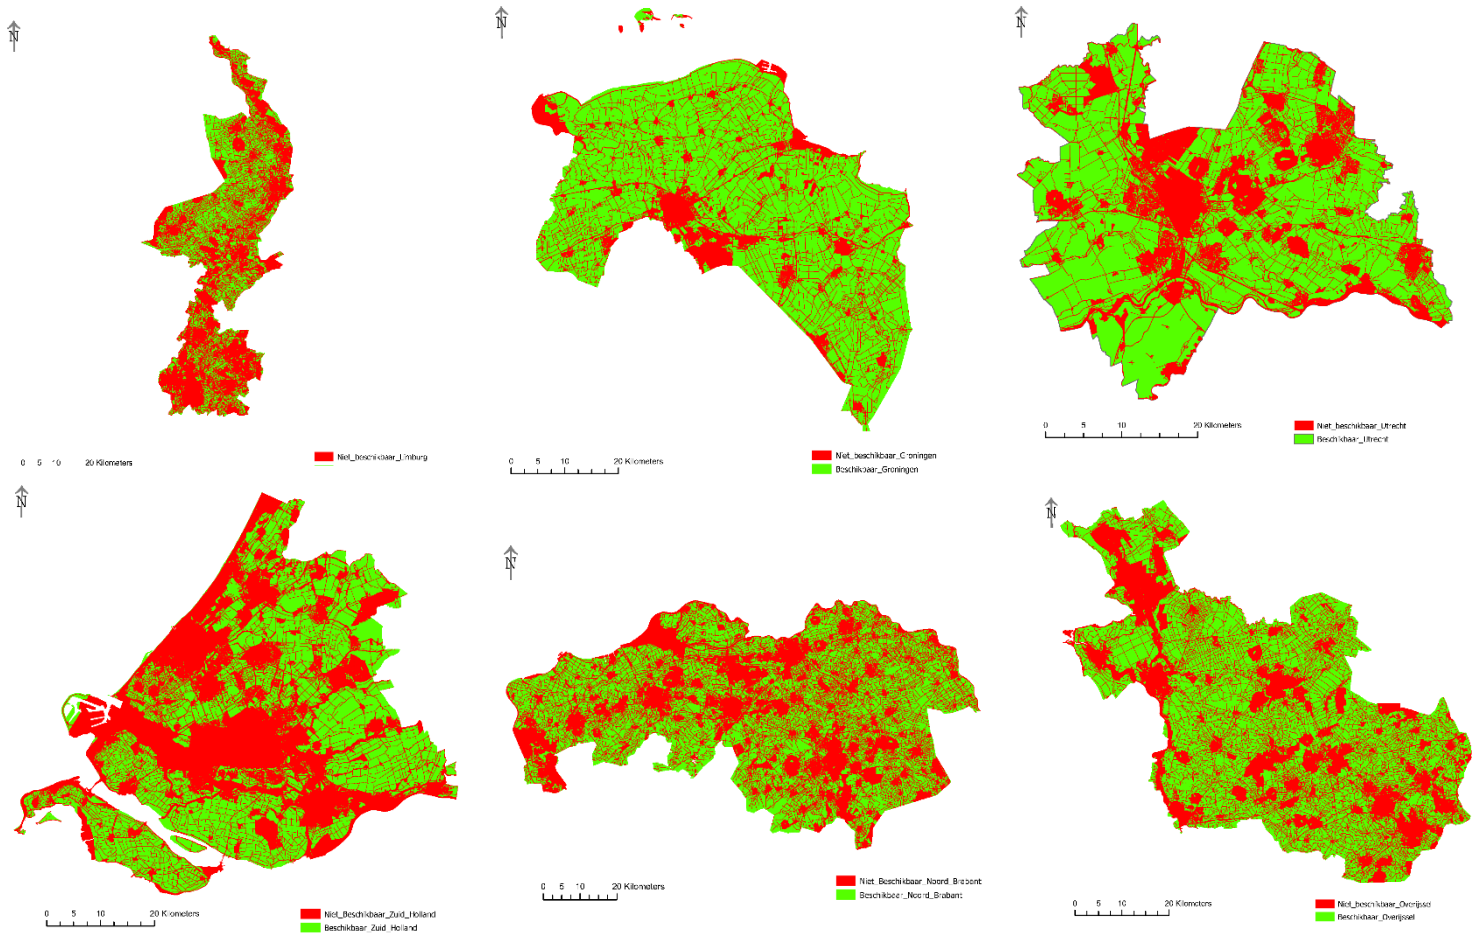 N
N
N
Niet_beschikbaar_Limburg
0 5 10 20 Kilometers
Niet_beschikbaar_Groningen
Beschikbaar_Groningen
0 5 10 20 Kilometers
Niet_beschikbaar_Utrecht
Beschikbaar_Utrecht
0 5 10 20 Kilometers
N
N
N
Niet_Beschikbaar_Zuid_Holland
Beschikbaar_Zuid_Holland
0 5 10 20 Kilometers
Niet_Beschikbaar_Noord_Brabant
Beschikbaar_Noord_Brabant
0 5 10 20 Kilometers
Niet_beschikbaar_Overijssel
Beschikbaar_Overijssel
0 5 10 20 Kilometers